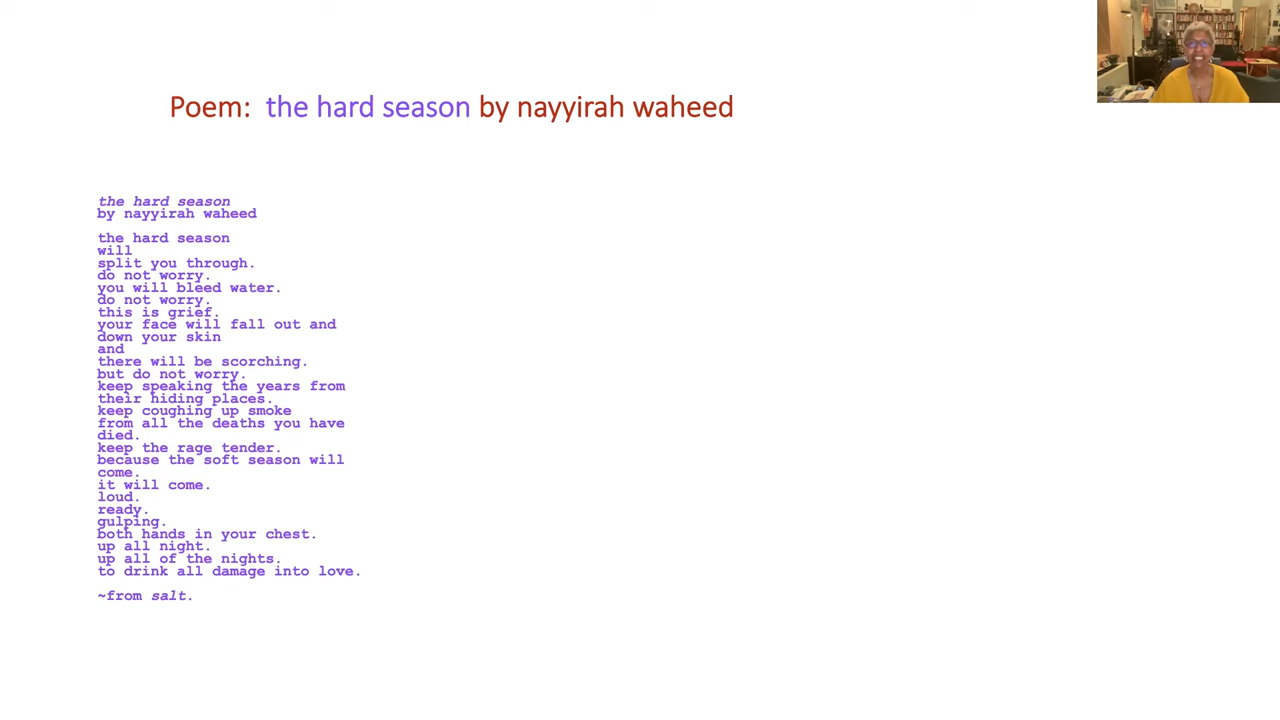 Poem:  the hard season by nayyirah waheed
the hard season
by nayyirah waheed
the hard season
will
split you through.
do not worry.
you will bleed water.
do not worry.
this is grief.
your face will fall out and
down your skin
and
there will be scorching.
but do not worry.
keep speaking the years from
their hiding places.
keep coughing up smoke
from all the deaths you have
died.
keep the rage tender.
because the soft season will
come.
it will come.
loud.
ready.
gulping.
both hands in your chest.
up all night.
up all of the nights.
to drink all damage into love.
~from salt.